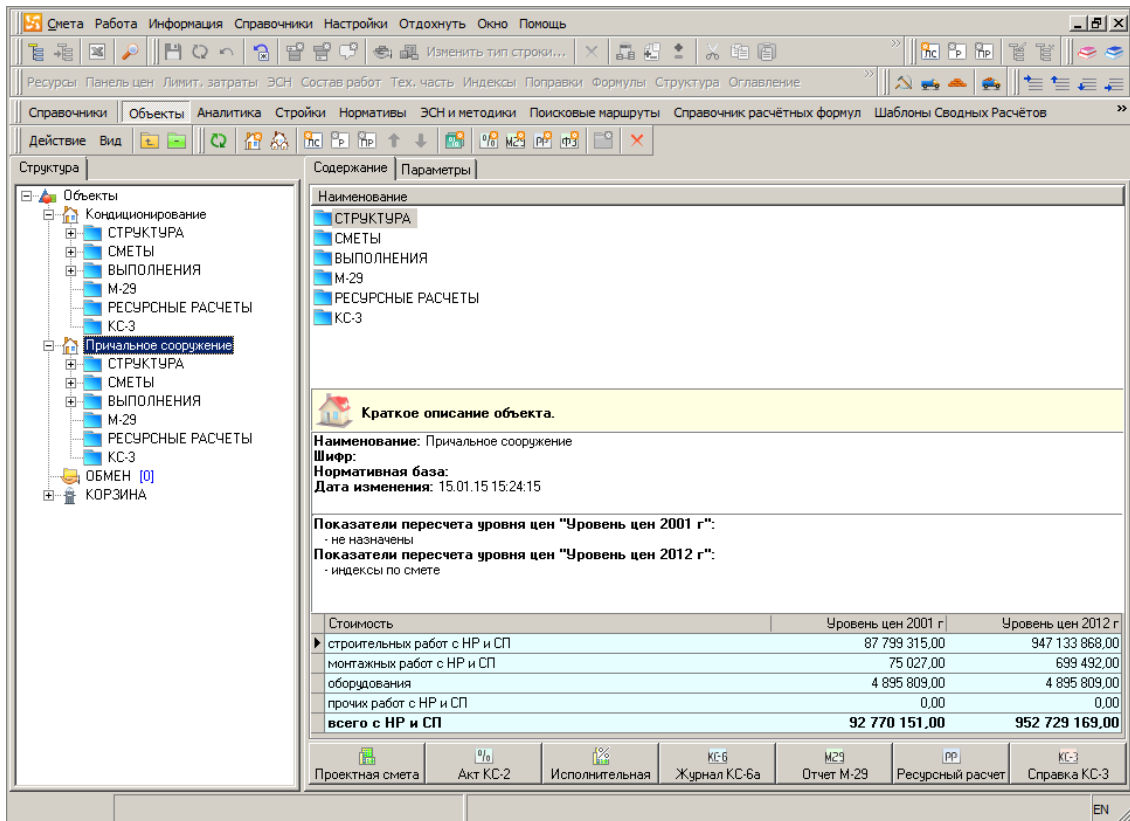 Смета Работа Информация Справочники Настройки Отдохнуть Окно Помощь
Изменить тип строки...
Ресурсы Панель цен Лимит. затраты ЭСН Состав работ Тех. часть Индексы Поправки Формулы Структура Оглавление
Справочники Объекты Аналитика Стройки Нормативы ЭСН и методики Поисковые маршруты Справочник расчётных формул Шаблоны Сводных Расчётов
Действие Вид
Структура
Содержание Параметры
Объекты
Кондиционирование
СТРУКТУРА
СМЕТЫ
ВЫПОЛНЕНИЯ
М-29
РЕСУРСНЫЕ РАСЧЕТЫ
КС-3
Причальное сооружение
СТРУКТУРА
СМЕТЫ
ВЫПОЛНЕНИЯ
М-29
РЕСУРСНЫЕ РАСЧЕТЫ
КС-3
ОБМЕН [0]
КОРЗИНА
Наименование
СТРУКТУРА
СМЕТЫ
ВЫПОЛНЕНИЯ
М-29
РЕСУРСНЫЕ РАСЧЕТЫ
КС-3
Краткое описание объекта.
Наименование: Причальное сооружение
Шифр:
Нормативная база:
Дата изменения: 15.01.15 15:24:15
Показатели пересчета уровня цен "Уровень цен 2001 г":
- не назначены
Показатели пересчета уровня цен "Уровень цен 2012 г":
- индексы по смете
Стоимость Уровень цен 2001 г Уровень цен 2012 г
строительных работ с НР и СП 87 799 315,00 947 133 868,00
монтажных работ с НР и СП 75 027,00 699 492,00
оборудования 4 895 809,00 4 895 809,00
прочих работ с НР и СП 0,00 0,00
всего с НР и СП 92 770 151,00 952 729 169,00
Проектная смета Акт КС-2 Исполнительная Журнал КС-6а Отчет М-29 Ресурсный расчет Справка КС-3
EN